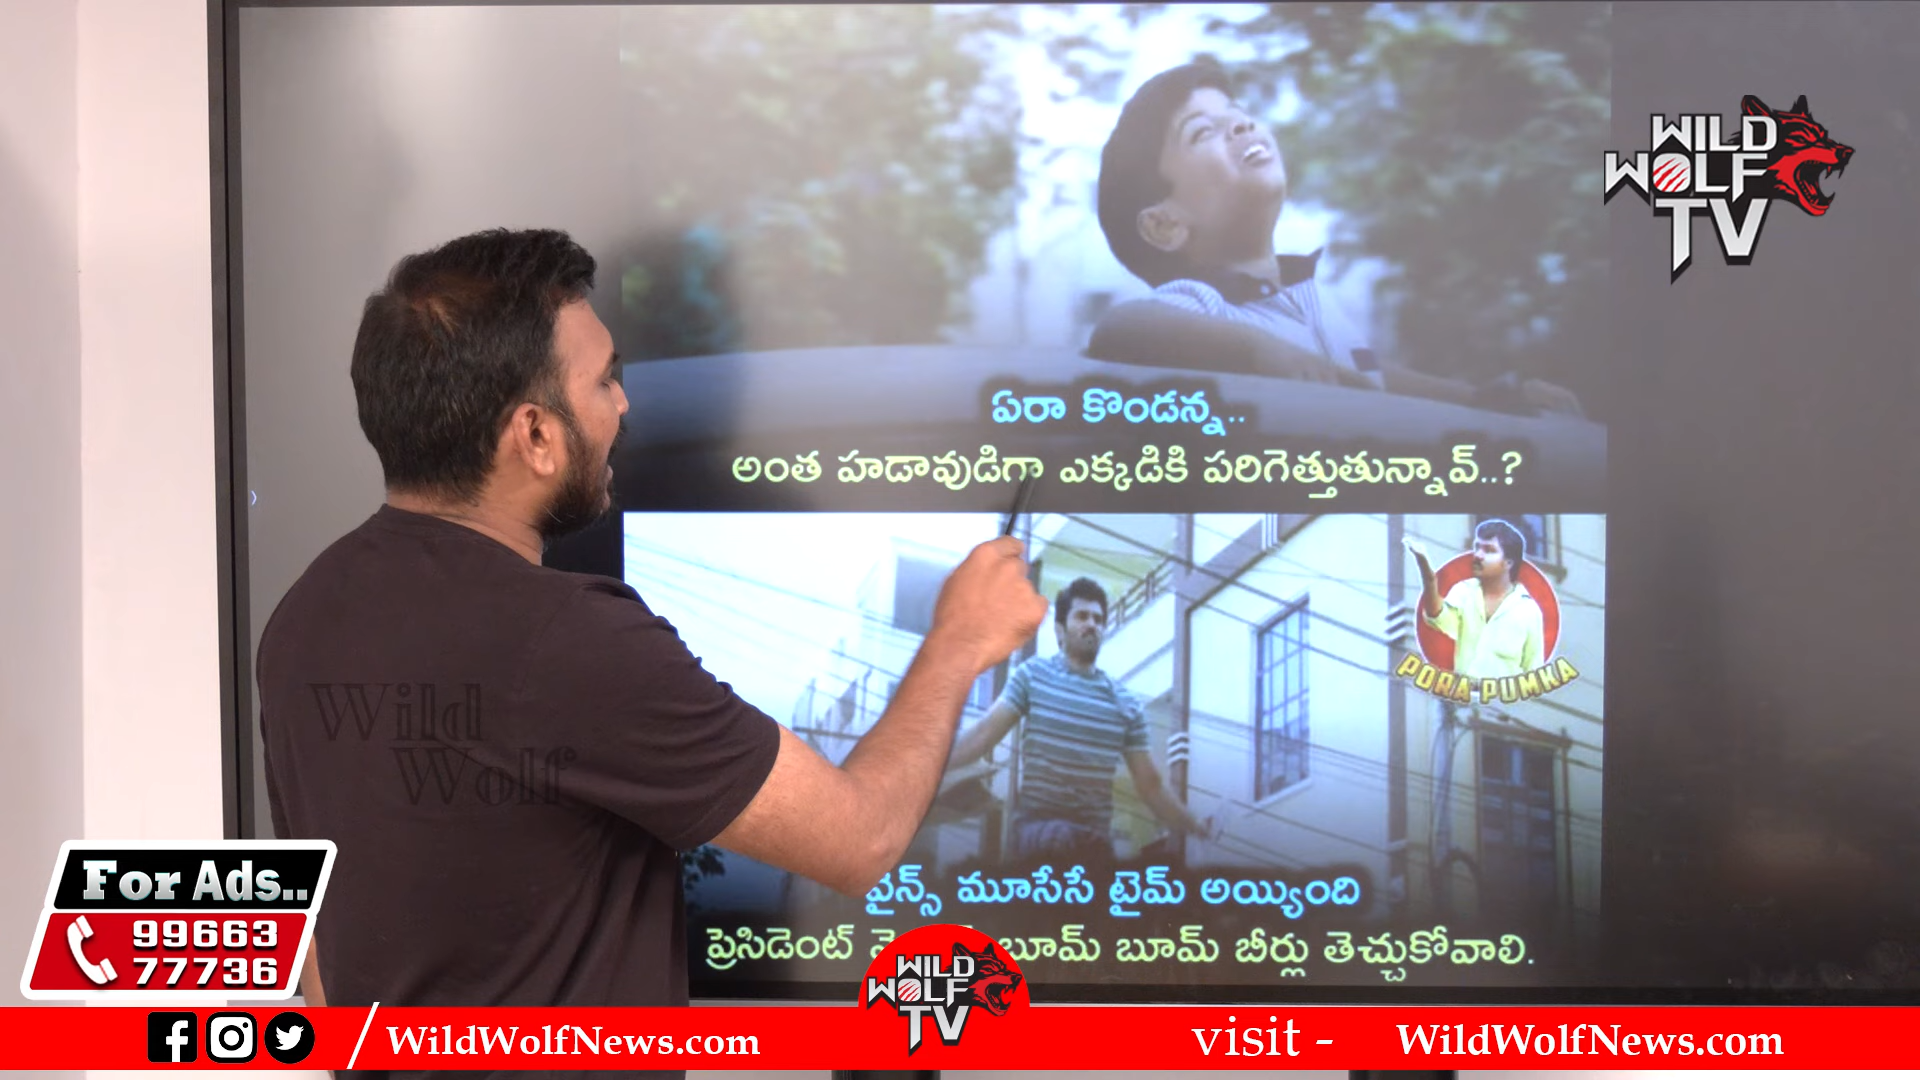 WILD
WOLF
TV
ఏరా కొండన్న..
అంత హడావుడిగా ఎక్కడికి పరిగెత్తుతున్నావ్..?
PORA PUMKA
Wild
Wolf
వైన్స్ మూసేసే టైమ్ అయ్యింది
ప్రెసిడెంట్ బూమ్ బూమ్ బీర్లు తెచ్చుకోవాలి.
For Ads..
99663
77736
WILD
WOLF
TV
WildWolfNews.com
visit - WildWolfNews.com